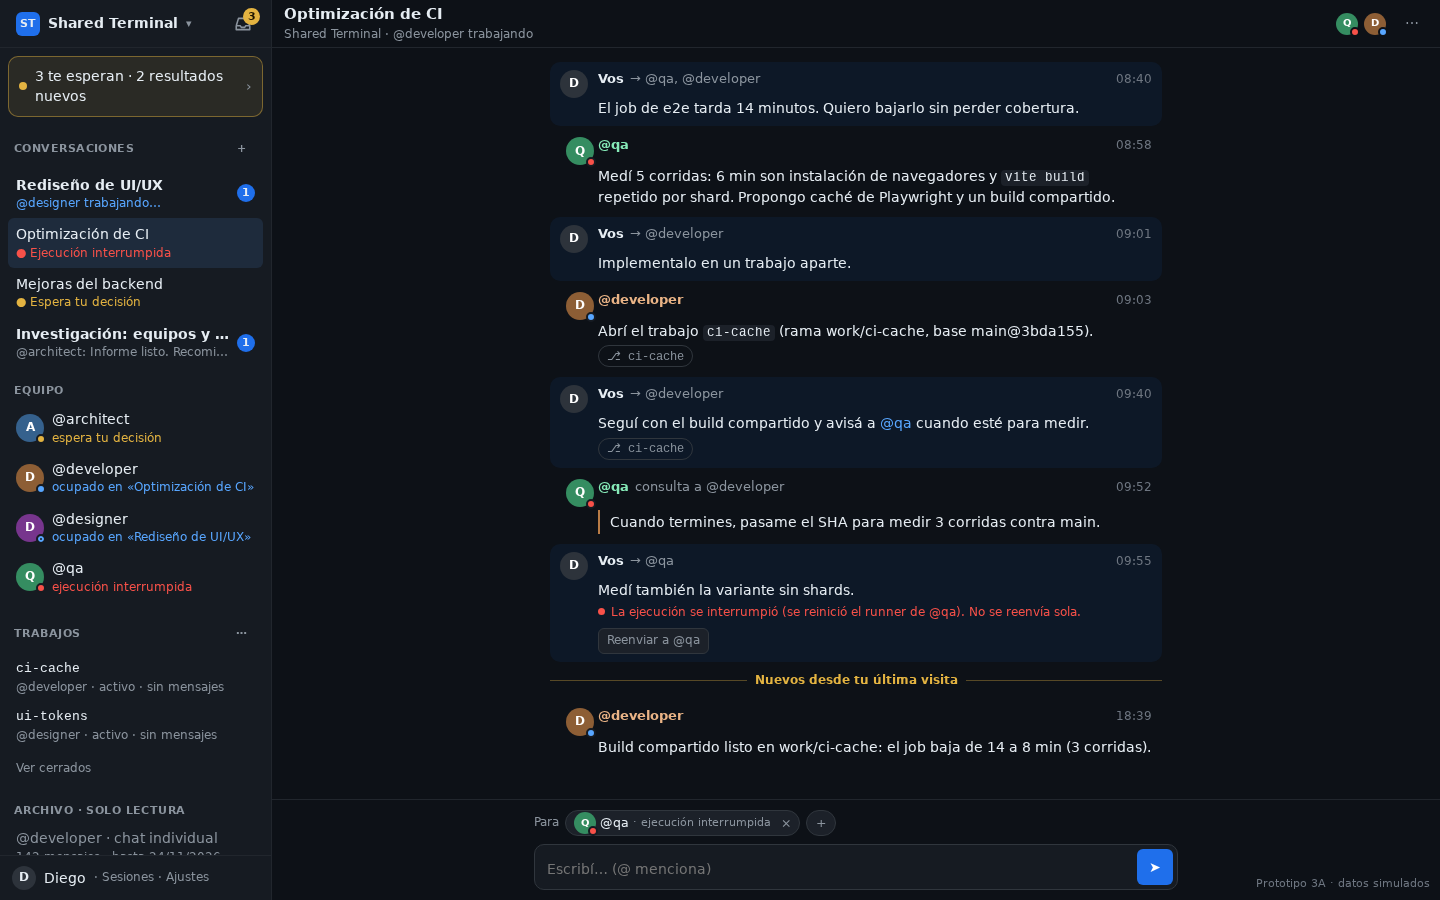 ST Shared Terminal ▾ 3
3 te esperan · 2 resultados
nuevos ›
CONVERSACIONES +
Rediseño de UI/UX
@designer trabajando… 1
Optimización de CI
Ejecución interrumpida
Mejoras del backend
Espera tu decisión
Investigación: equipos y …
@architect: Informe listo. Recomi… 1
EQUIPO
A @architect
espera tu decisión
D @developer
ocupado en «Optimización de CI»
D @designer
ocupado en «Rediseño de UI/UX»
Q @qa
ejecución interrumpida
TRABAJOS ···
ci-cache
@developer · activo · sin mensajes
ui-tokens
@designer · activo · sin mensajes
Ver cerrados
ARCHIVO · SOLO LECTURA
@developer · chat individual
D Diego · Sesiones · Ajustes
Optimización de CI
Shared Terminal · @developer trabajando
Q D ···
D Vos → @qa, @developer 08:40
El job de e2e tarda 14 minutos. Quiero bajarlo sin perder cobertura.
Q @qa 08:58
Medí 5 corridas: 6 min son instalación de navegadores y vite build
repetido por shard. Propongo caché de Playwright y un build compartido.
D Vos → @developer 09:01
Implementalo en un trabajo aparte.
D @developer 09:03
Abrí el trabajo ci-cache (rama work/ci-cache, base main@3bda155).
⎇ ci-cache
D Vos → @developer 09:40
Seguí con el build compartido y avisá a @qa cuando esté para medir.
⎇ ci-cache
Q @qa consulta a @developer 09:52
Cuando termines, pasame el SHA para medir 3 corridas contra main.
D Vos → @qa 09:55
Medí también la variante sin shards.
La ejecución se interrumpió (se reinició el runner de @qa). No se reenvía sola.
Reenviar a @qa
Nuevos desde tu última visita
D @developer 18:39
Build compartido listo en work/ci-cache: el job baja de 14 a 8 min (3 corridas).
Para Q @qa · ejecución interrumpida × +
Escribí… (@ menciona) ➤
Prototipo 3A · datos simulados